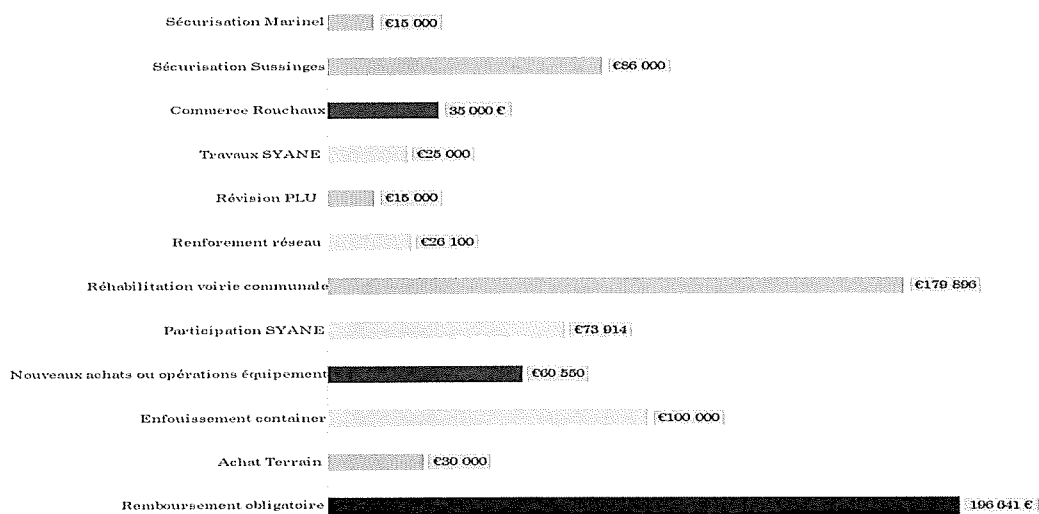 Sécurisation Marinel €15 000
Sécurisation Sussinges €86 000
Commerce Rouchaux 35 000 €
Travaux SYANE €25 000
Révision PLU €15 000
Renforement réseau €26 100
Réhabilitation voirie communale €179 896
Participation SYANE €73 914
Nouveaux achats ou opérations équipement €60 550
Enfouissement container €100 000
Achat Terrain €30 000
Remboursement obligatoire 196 641 €